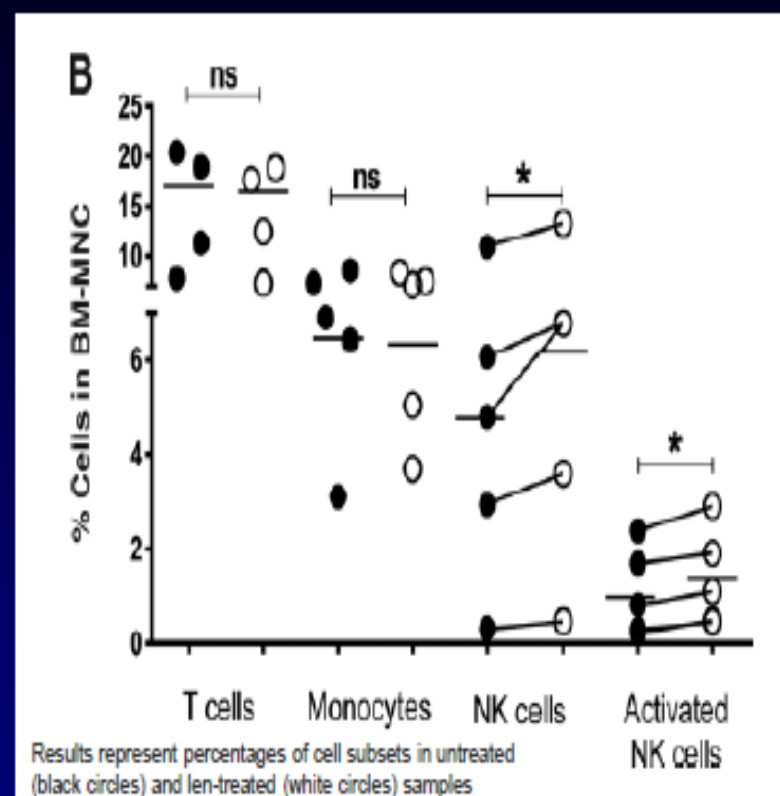 B
ns
ns
*
*
25
20
15
10
6
4
2
0
% Cells in BM-MNC
T cells
Monocytes
NK cells
Activated
NK cells
Results represent percentages of cell subsets in untreated
(black circles) and len-treated (white circles) samples